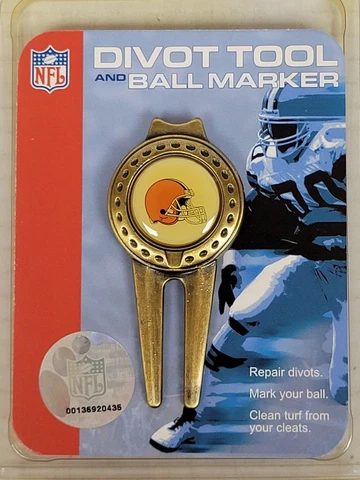 NFL
DIVOT TOOL
AND BALL MARKER
Repair divots.
Mark your ball.
Clean turf from
your cleats.
NFL
00136920435